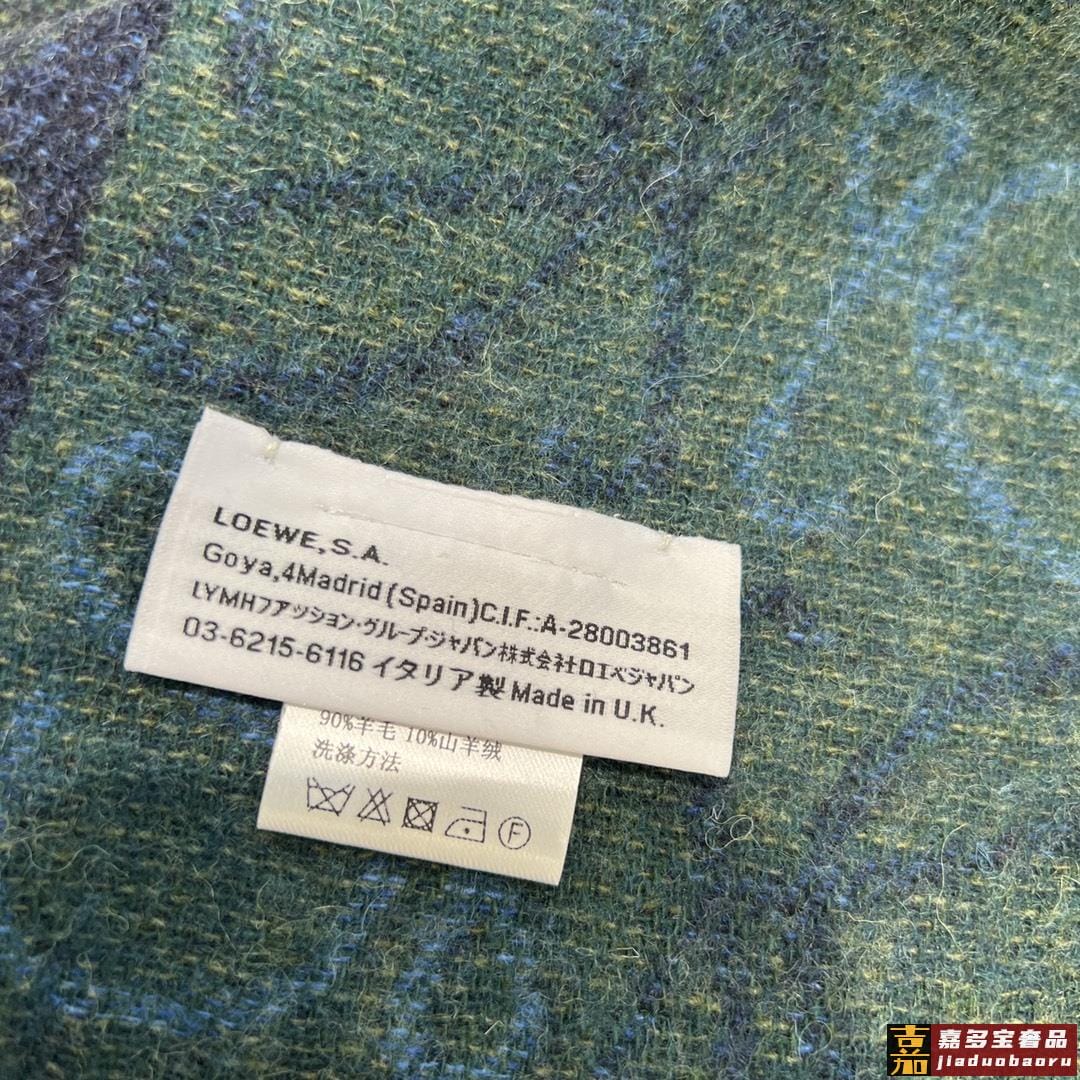 LOEWE,S.A.
Goya,4Madrid(Spain)C.I.F.:A-28003861
LYMHファッション·グループ·ジャパン株式会社ロエベジャパン
03-6215-6116 イタリア製 Made in U.K.
90%羊毛 10%山羊绒
洗涤方法
F
吉茄 嘉多宝奢品
jiaduobaoru